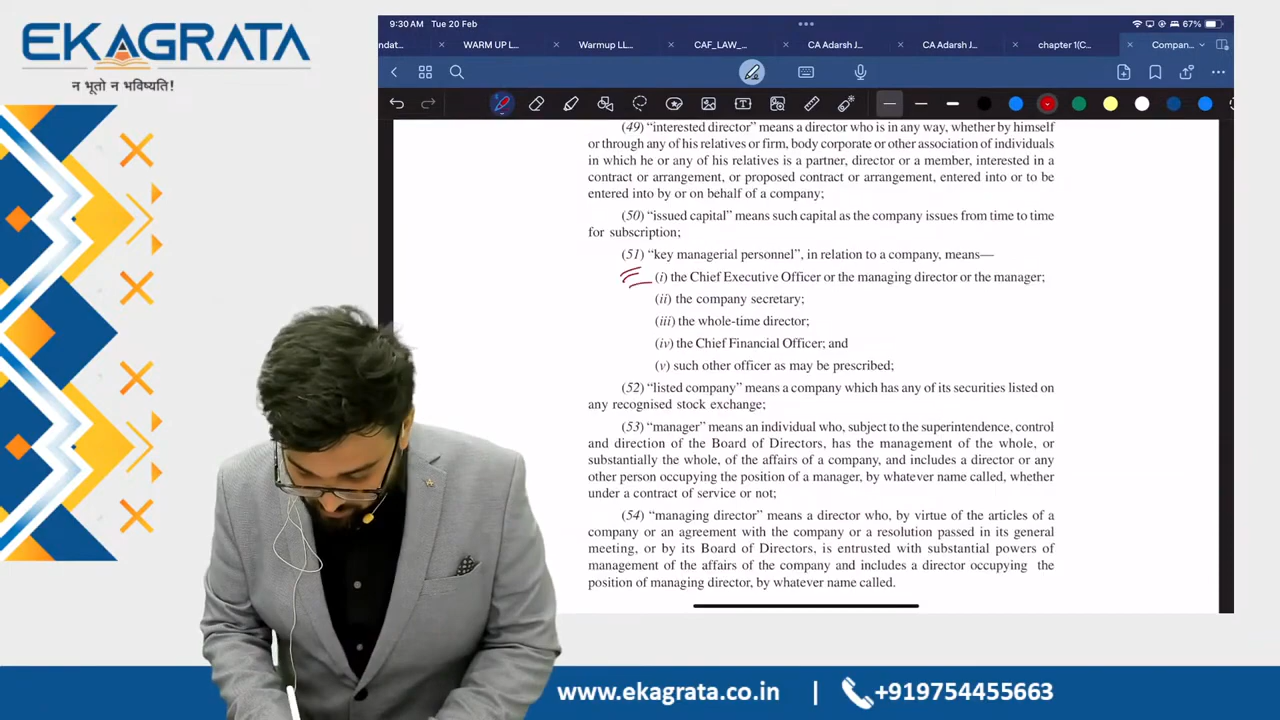 EKAGRATA
न भूतो न भविष्यति!
9:30 AM Tue 20 Feb
67%
ndat..
WARM UP L...
Warmup LL..
CAF_LAW_...
CA Adarsh J...
CA Adarsh J...
chapter 1(C...
Compan...
(49) “interested director” means a director who is in any way, whether by himself
or through any of his relatives or firm, body corporate or other association of individuals
in which he or any of his relatives is a partner, director or a member, interested in a
contract or arrangement, or proposed contract or arrangement, entered into or to be
entered into by or on behalf of a company;
(50) “issued capital” means such capital as the company issues from time to time
for subscription;
(51) “key managerial personnel”, in relation to a company, means—
(i) the Chief Executive Officer or the managing director or the manager;
(ii) the company secretary;
(iii) the whole-time director;
(iv) the Chief Financial Officer; and
(v) such other officer as may be prescribed;
(52) “listed company” means a company which has any of its securities listed on
any recognised stock exchange;
(53) “manager” means an individual who, subject to the superintendence, control
and direction of the Board of Directors, has the management of the whole, or
substantially the whole, of the affairs of a company, and includes a director or any
other person occupying the position of a manager, by whatever name called, whether
under a contract of service or not;
(54) “managing director” means a director who, by virtue of the articles of a
company or an agreement with the company or a resolution passed in its general
meeting, or by its Board of Directors, is entrusted with substantial powers of
management of the affairs of the company and includes a director occupying the
position of managing director, by whatever name called.
www.ekagrata.co.in | +919754455663